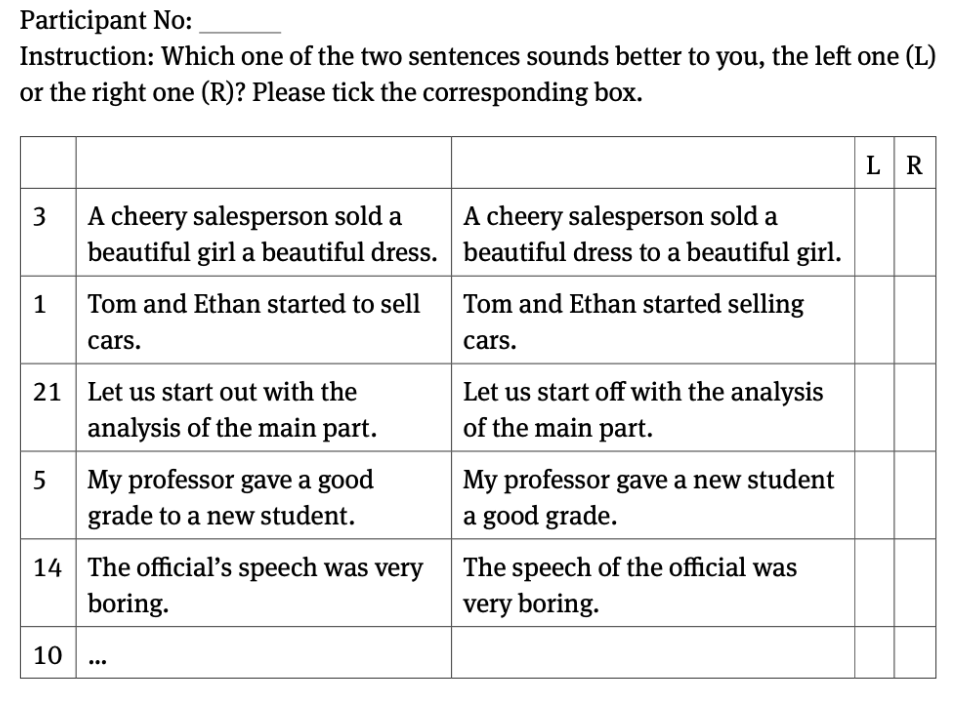 Participant No: ______
Instruction: Which one of the two sentences sounds better to you, the left one (L)
or the right one (R)? Please tick the corresponding box.
L R
3 A cheery salesperson sold a beautiful girl a beautiful dress. A cheery salesperson sold a beautiful dress to a beautiful girl.
1 Tom and Ethan started to sell cars. Tom and Ethan started selling cars.
21 Let us start out with the analysis of the main part. Let us start off with the analysis of the main part.
5 My professor gave a good grade to a new student. My professor gave a new student a good grade.
14 The official’s speech was very boring. The speech of the official was very boring.
10 ...